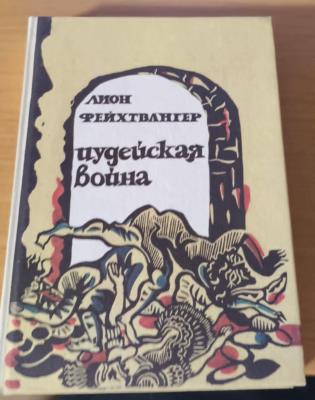 ЛИОН
ФЕЙХТВАНГЕР
иудейская
война